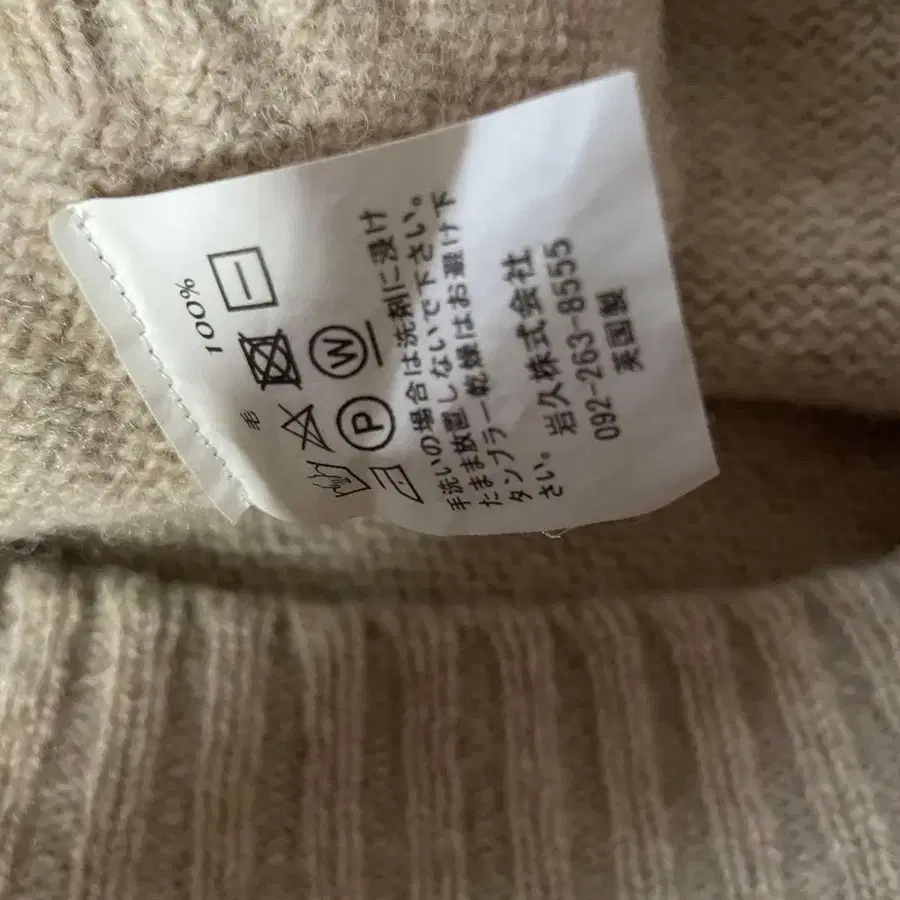 毛 100%
P W
手洗いの場合は洗剤に浸け
たまま放置しないで下さい。
タンブラー乾燥はお避け下
さい。
岩久株式会社
092-263-8555
英国製